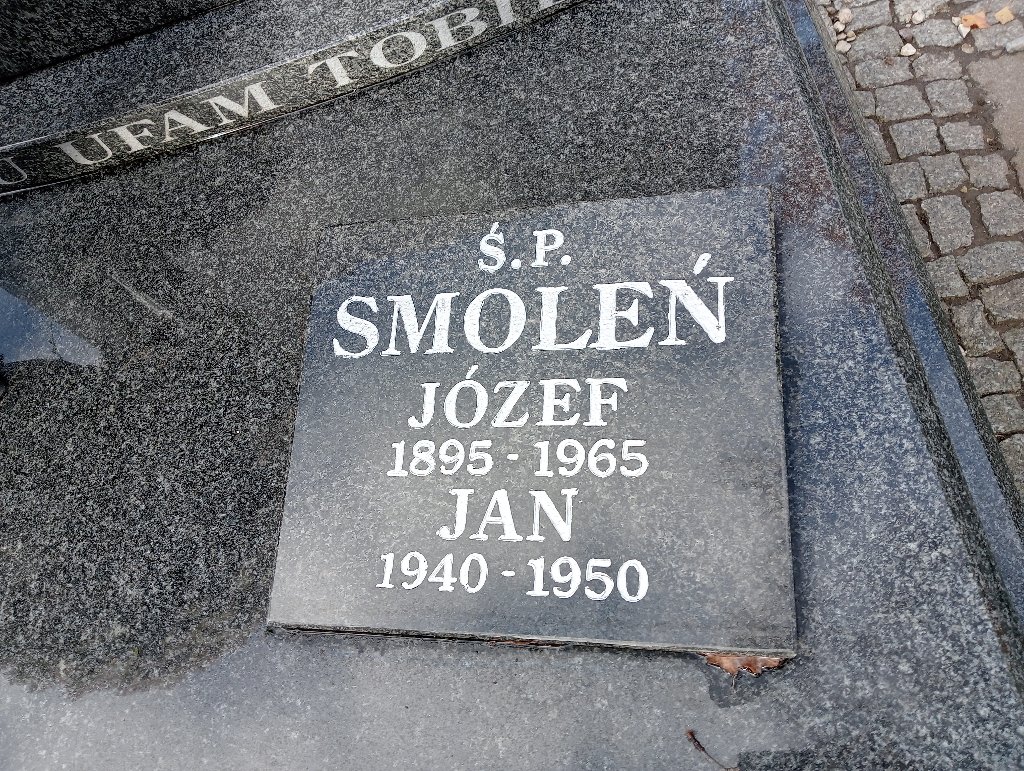 U UFAM TOBIE
Ś.P.
SMOLEŃ
JÓZEF
1895 - 1965
JAN
1940 - 1950